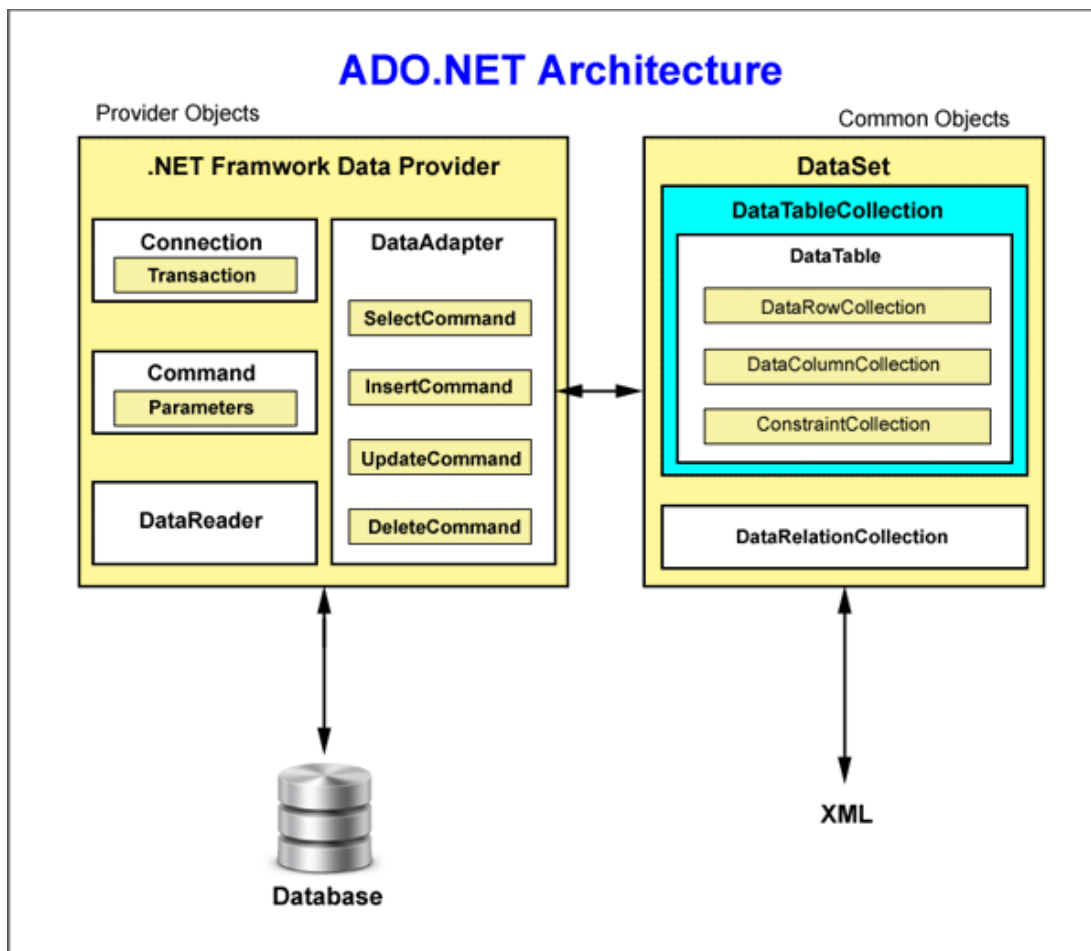 ADO.NET Architecture
Provider Objects
Common Objects
.NET Framwork Data Provider
Connection
Transaction
Command
Parameters
DataReader
DataAdapter
SelectCommand
InsertCommand
UpdateCommand
DeleteCommand
DataSet
DataTableCollection
DataTable
DataRowCollection
DataColumnCollection
ConstraintCollection
DataRelationCollection
Database
XML